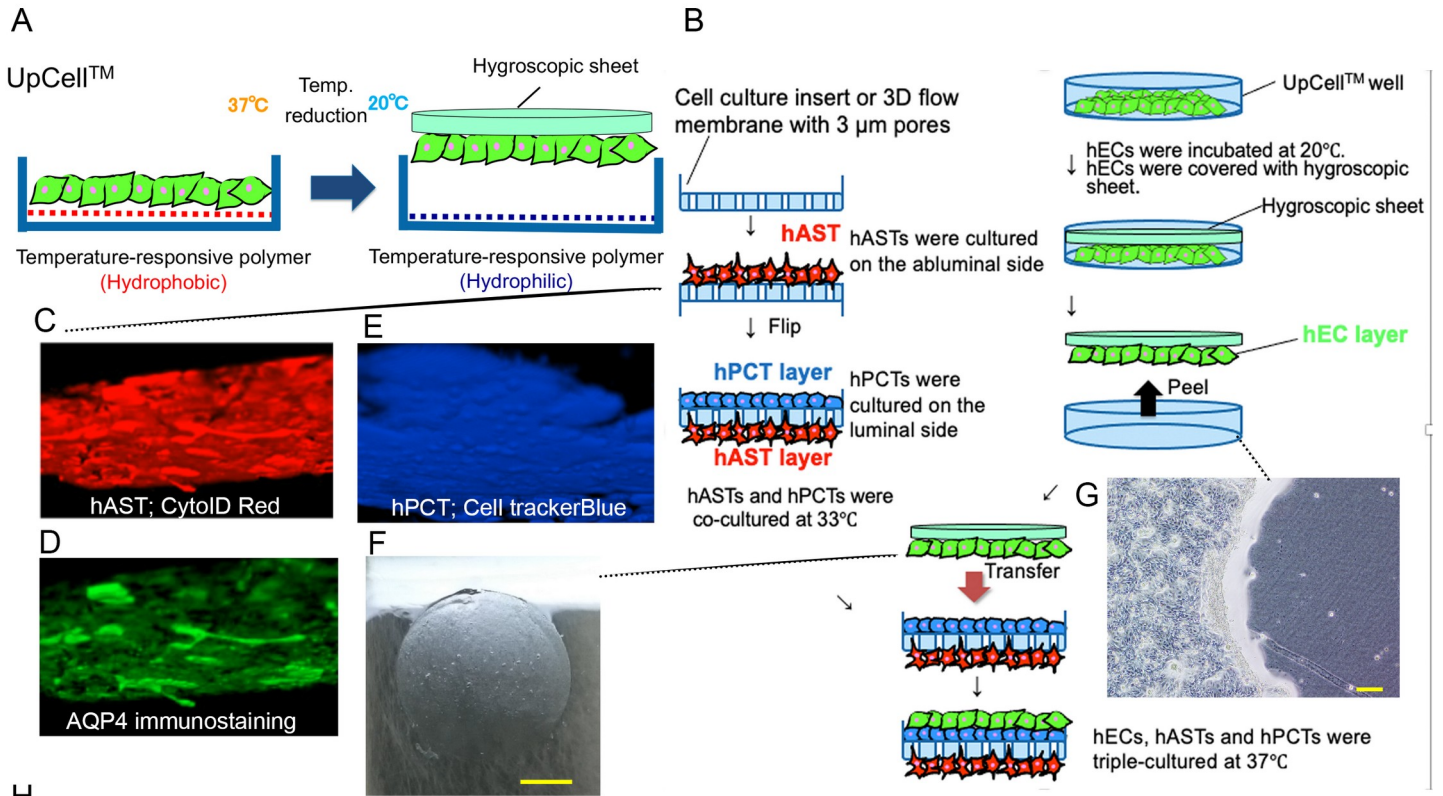 A
UpCell™
37℃
Temp.
reduction
20℃
Hygroscopic sheet
Temperature-responsive polymer
(Hydrophobic)
Temperature-responsive polymer
(Hydrophilic)
B
Cell culture insert or 3D flow
membrane with 3 μm pores
hAST
hASTs were cultured
on the abluminal side
Flip
hPCT layer
hPCTs were
cultured on the
luminal side
hAST layer
hASTs and hPCTs were
co-cultured at 33℃
UpCell™ well
hECs were incubated at 20℃.
hECs were covered with hygroscopic
sheet.
Hygroscopic sheet
hEC layer
Peel
Transfer
hECs, hASTs and hPCTs were
triple-cultured at 37℃
C
hAST; CytoID Red
D
AQP4 immunostaining
E
hPCT; Cell trackerBlue
F
G
H